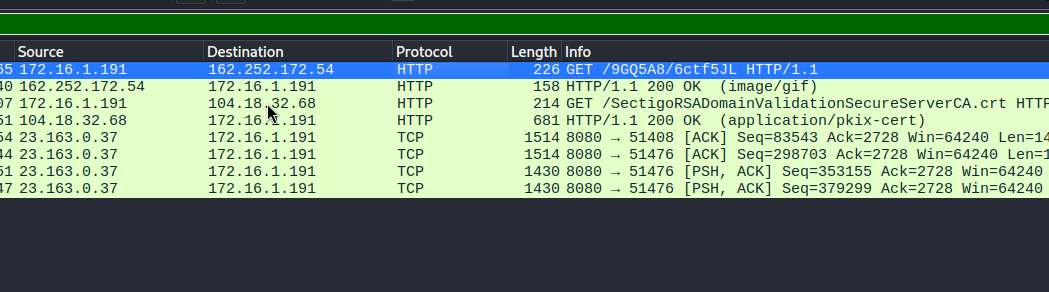 Source Destination Protocol Length Info
65 172.16.1.191 162.252.172.54 HTTP 226 GET /9GQ5A8/6ctf5JL HTTP/1.1
40 162.252.172.54 172.16.1.191 HTTP 158 HTTP/1.1 200 OK (image/gif)
07 172.16.1.191 104.18.32.68 HTTP 214 GET /SectigoRSADomainValidationSecureServerCA.crt HTTP
51 104.18.32.68 172.16.1.191 HTTP 681 HTTP/1.1 200 OK (application/pkix-cert)
54 23.163.0.37 172.16.1.191 TCP 1514 8080 → 51408 [ACK] Seq=83543 Ack=2728 Win=64240 Len=14
44 23.163.0.37 172.16.1.191 TCP 1514 8080 → 51476 [ACK] Seq=298703 Ack=2728 Win=64240 Len=1
51 23.163.0.37 172.16.1.191 TCP 1430 8080 → 51476 [PSH, ACK] Seq=353155 Ack=2728 Win=64240
47 23.163.0.37 172.16.1.191 TCP 1430 8080 → 51476 [PSH, ACK] Seq=379299 Ack=2728 Win=64240